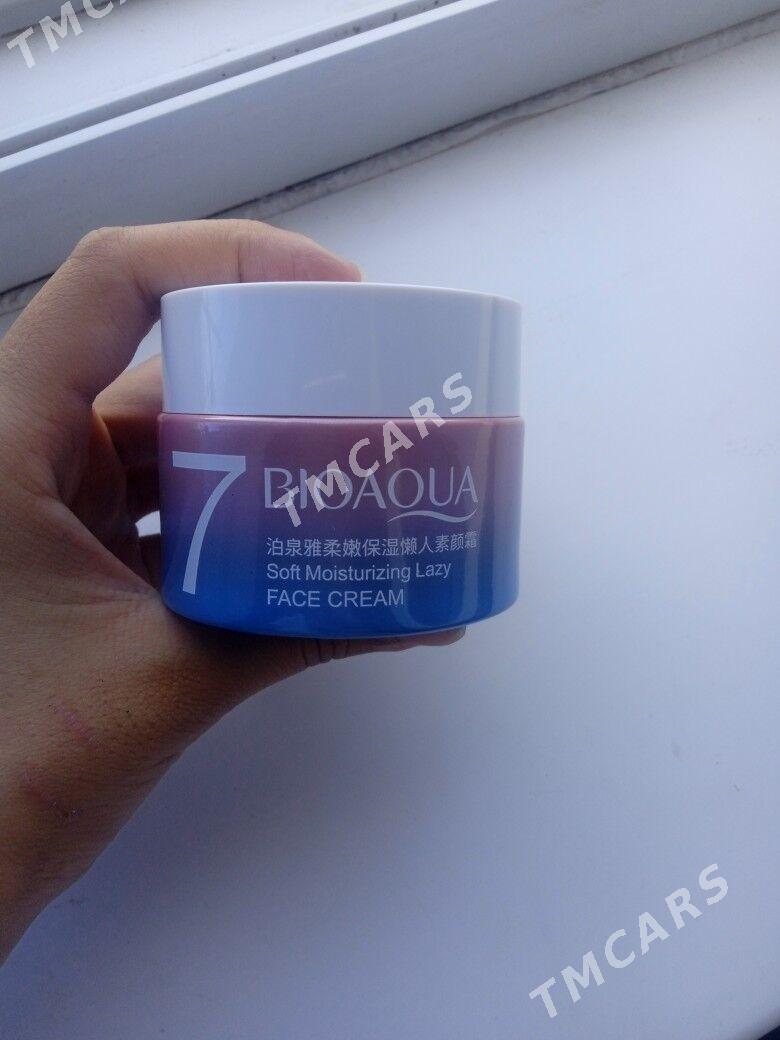 TMCARS
7
BIOAQUA
TMCARS
泊泉雅柔嫩保湿懒人素颜霜
Soft Moisturizing Lazy
FACE CREAM
TMCARS